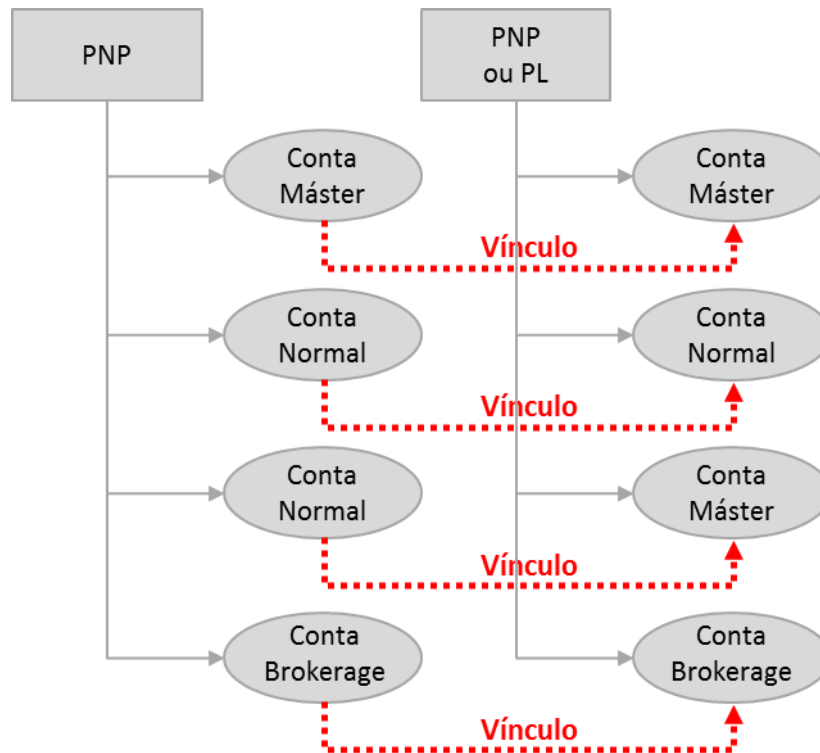 PNP
PNP
ou PL
Conta
Máster
Conta
Máster
Vínculo
Conta
Normal
Conta
Normal
Vínculo
Conta
Normal
Conta
Máster
Vínculo
Conta
Brokerage
Conta
Brokerage
Vínculo